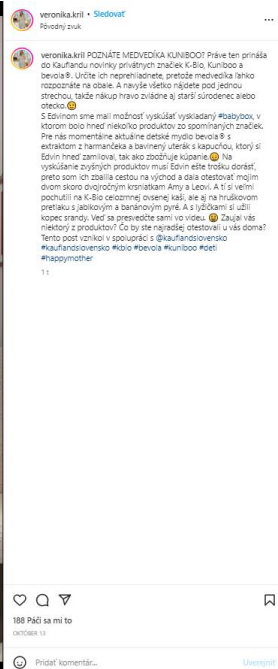 veronika.kril • Sledovať
Pôvodný zvuk
veronika.kril POZNÁTE MEDVEDÍKA KUNIBOO? Práve ten prináša
do Kauflandu novinky privátnych značiek K-Bio, Kuniboo a
bevola®. Určite ich neprehliadnete, pretože medvedíka ľahko
rozpoznáte na obale. A navyše všetko nájdete pod jednou
strechou, takže nákup hravo zvládne aj starší súrodenec alebo
otecko.😉
S Edvinom sme mali možnosť vyskúšať vyskladaný #babybox, v
ktorom bolo hneď niekoľko produktov zo spomínaných značiek.
Pre nás momentálne aktuálne detské mydlo bevola® s
extraktom z harmančeka a bavlnený uterák s kapucňou, ktorý si
Edvin hneď zamiloval, tak ako zbožňuje kúpanie.😊 Na
vyskúšanie zvyšných produktov musí Edvin ešte trošku dorásť,
preto som ich zbalila cestou na východ a dala otestovať mojim
dvom skoro dvojročným krsniatkam Amy a Leovi. A tí si veľmi
pochutili na K-Bio celozrnnej ovsenej kaši, ale aj na hruškovom
pretlaku s jablkovým a banánovým pyré. A s lyžičkami si užili
kopec srandy. Veď sa presvedčte sami vo videu. 😉 Zaujal vás
niektorý z produktov? Čo by ste najradšej otestovali u vás doma?
Tento post vznikol v spolupráci s @kauflandslovensko
#kauflandslovensko #kbio #bevola #kuniboo #deti
#happymother
1 t
188 Páči sa mi to
OKTÓBER 13
Pridať komentár...
Uverejniť